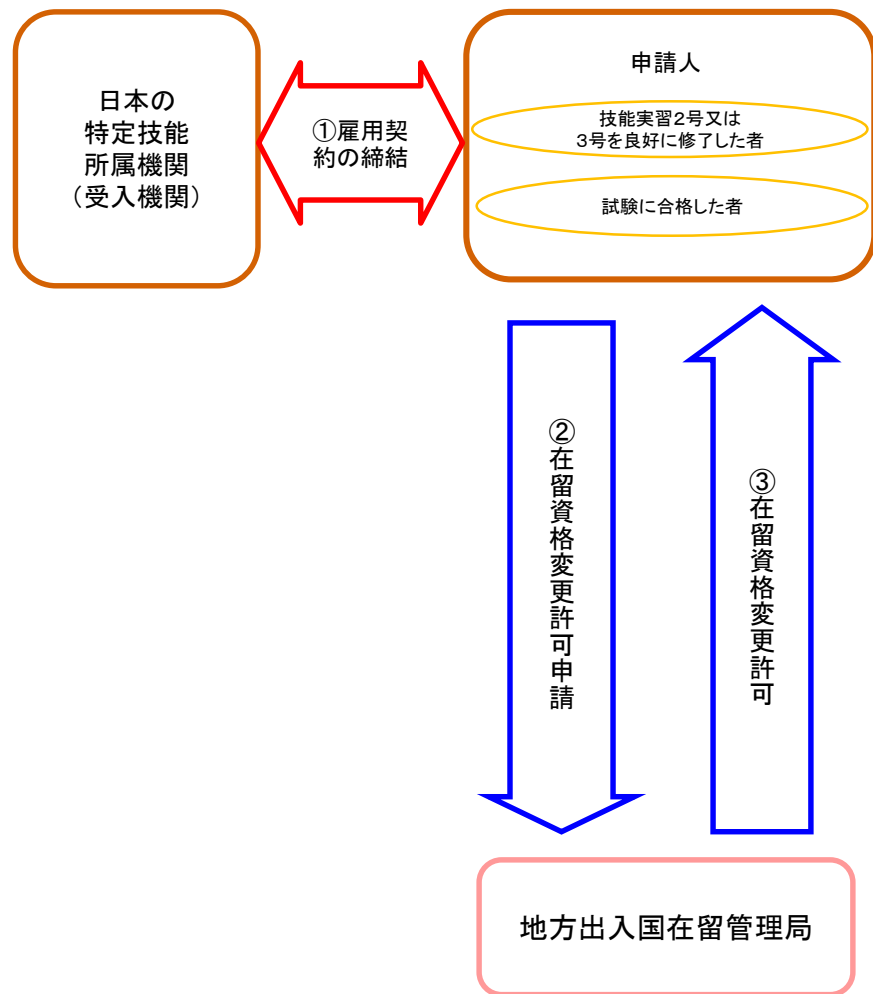 日本の
特定技能
所属機関
（受入機関）
①雇用契
約の締結
申請人
技能実習２号又は
３号を良好に修了した者
試験に合格した者
②在留資格変更許可申請
③在留資格変更許可
地方出入国在留管理局